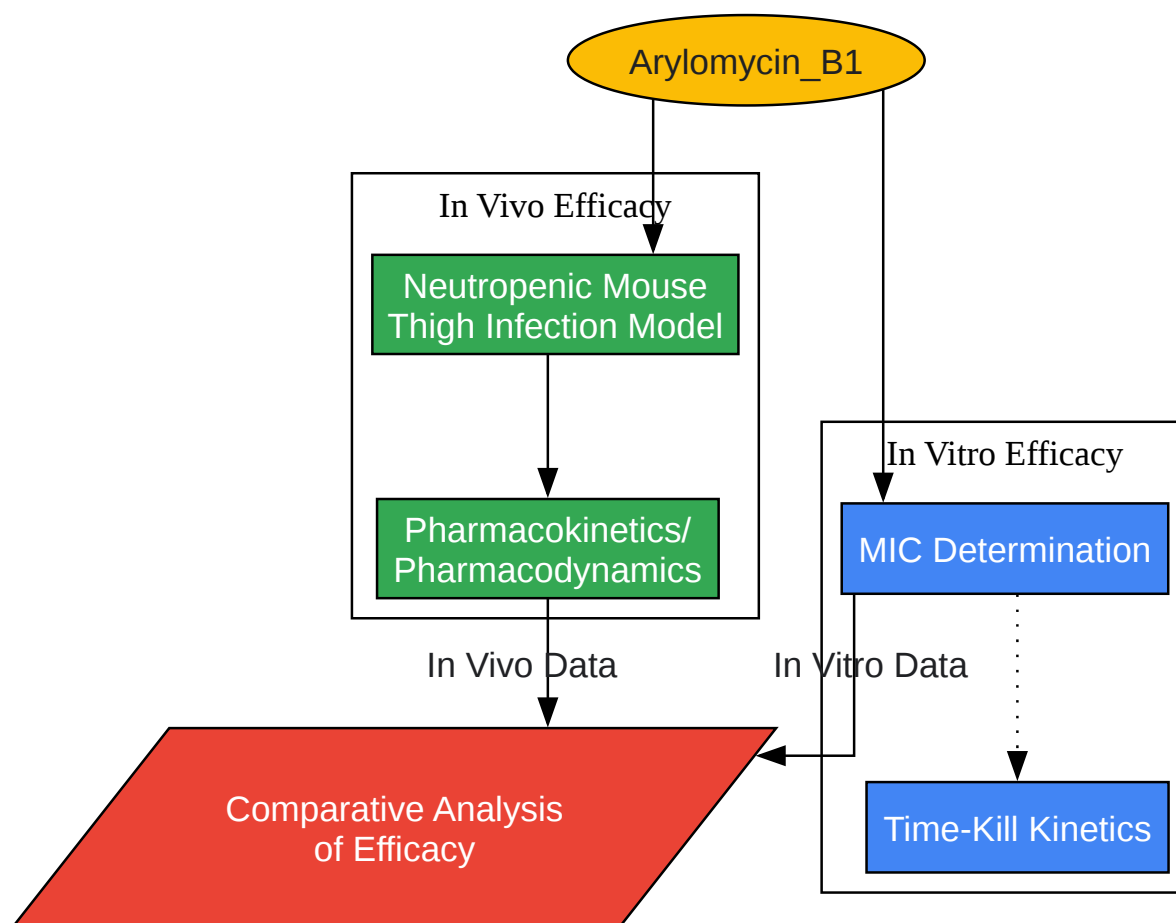 Arylomycin_B1
In Vivo Efficacy
Neutropenic Mouse
Thigh Infection Model
Pharmacokinetics/
Pharmacodynamics
In Vitro Efficacy
MIC Determination
In Vivo Data
In Vitro Data
Comparative Analysis
of Efficacy
Time-Kill Kinetics